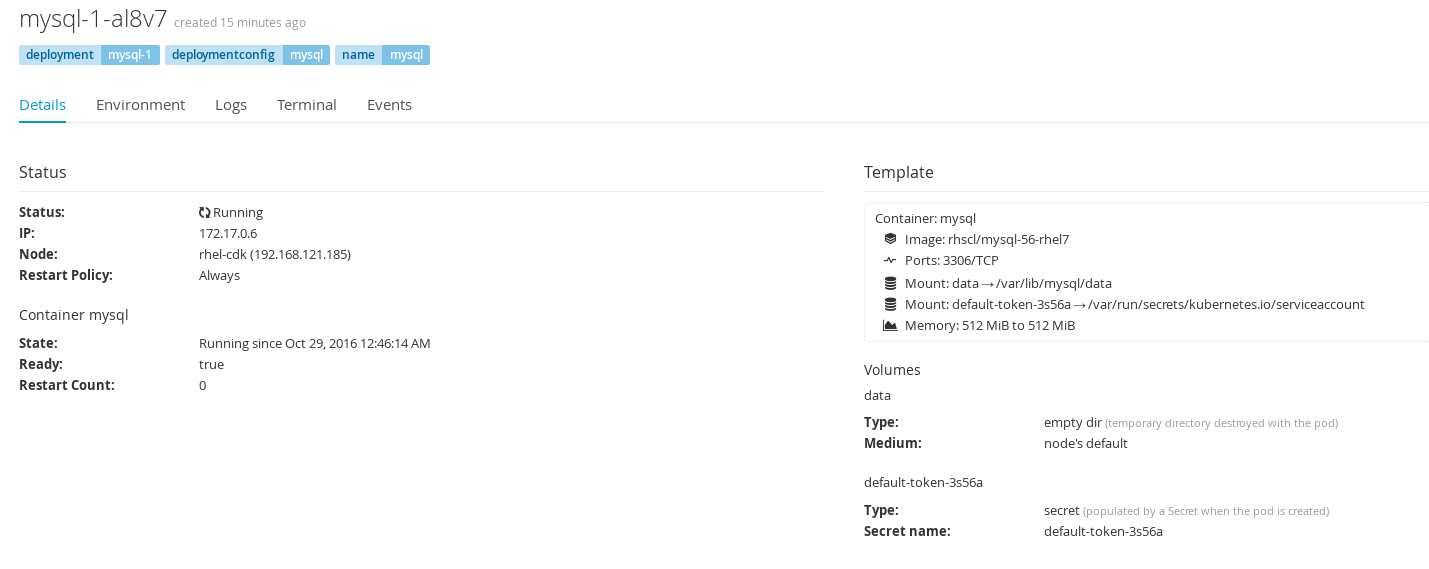 mysql-1-al8v7 created 15 minutes ago
deployment mysql-1 deploymentconfig mysql name mysql
Details Environment Logs Terminal Events
Status
Status: Running
IP: 172.17.0.6
Node: rhel-cdk (192.168.121.185)
Restart Policy: Always
Container mysql
State: Running since Oct 29, 2016 12:46:14 AM
Ready: true
Restart Count: 0
Template
Container: mysql
Image: rhscl/mysql-56-rhel7
Ports: 3306/TCP
Mount: data→/var/lib/mysql/data
Mount: default-token-3s56a→/var/run/secrets/kubernetes.io/serviceaccount
Memory: 512 MiB to 512 MiB
Volumes
data
Type: empty dir (temporary directory destroyed with the pod)
Medium: node's default
default-token-3s56a
Type: secret (populated by a Secret when the pod is created)
Secret name: default-token-3s56a